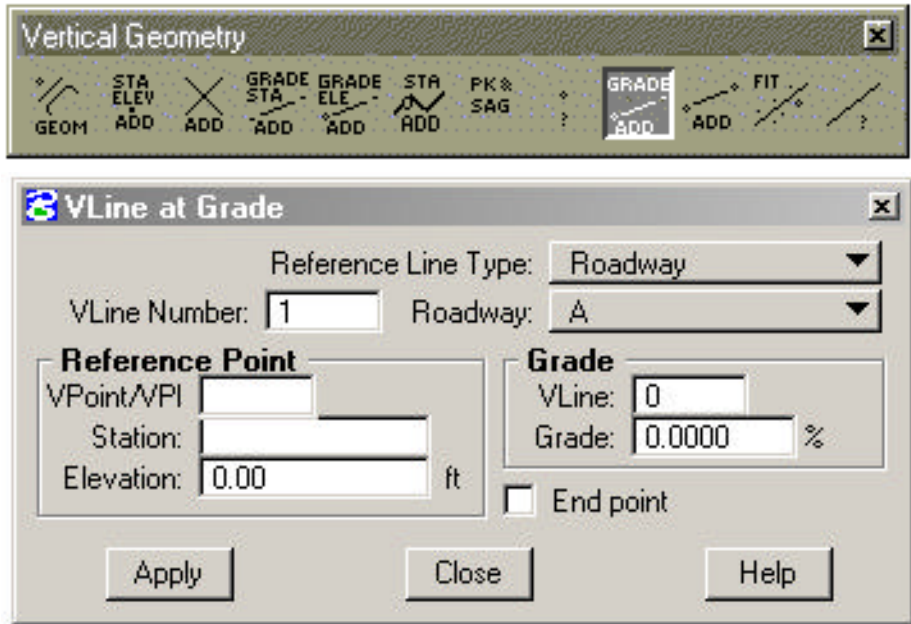 Vertical Geometry
GEOM
STA ELEV ADD
ADD
GRADE STA ADD
GRADE ELE ADD
STA ADD
PK & SAG
?
GRADE ADD
ADD
FIT
?
VLine at Grade
Reference Line Type: Roadway
VLine Number: 1 Roadway: A
Reference Point
VPoint/VPI
Station:
Elevation: 0.00 ft
Grade
VLine: 0
Grade: 0.0000 %
End point
Apply Close Help